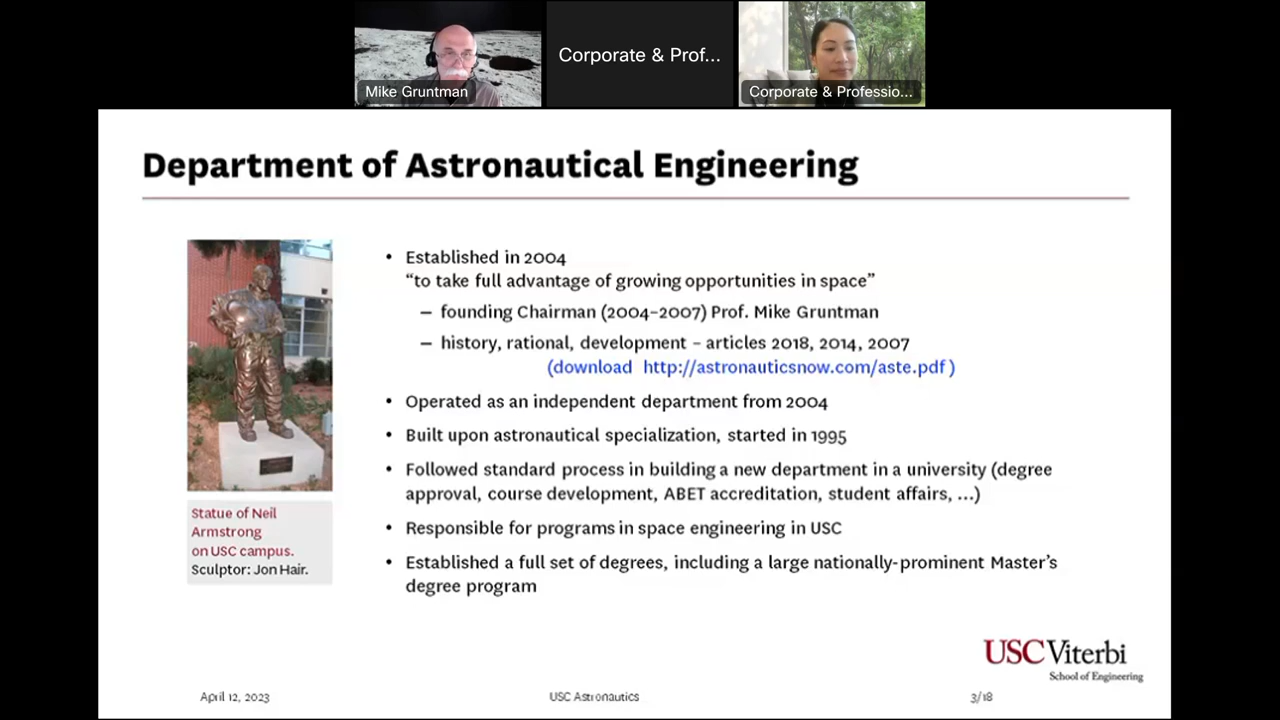 Mike Gruntman
Corporate & Prof...
Corporate & Professio...
Department of Astronautical Engineering
• Established in 2004
“to take full advantage of growing opportunities in space”
– founding Chairman (2004–2007) Prof. Mike Gruntman
– history, rational, development – articles 2018, 2014, 2007
(download http://astronauticsnow.com/aste.pdf)
• Operated as an independent department from 2004
• Built upon astronautical specialization, started in 1995
• Followed standard process in building a new department in a university (degree
approval, course development, ABET accreditation, student affairs, ...)
• Responsible for programs in space engineering in USC
• Established a full set of degrees, including a large nationally-prominent Master’s
degree program
Statue of Neil
Armstrong
on USC campus.
Sculptor: Jon Hair.
USC Viterbi
School of Engineering
April 12, 2023
USC Astronautics
3/18